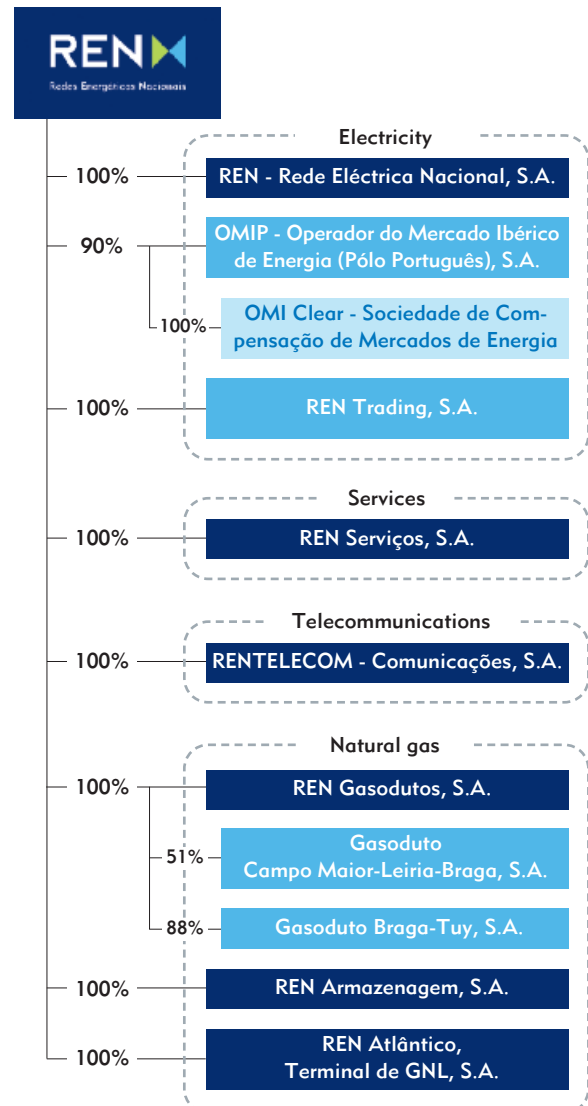 REN
Redes Energéticas Nacionais
Electricity
100%
REN - Rede Eléctrica Nacional, S.A.
90%
OMIP - Operador do Mercado Ibérico
de Energia (Pólo Português), S.A.
100%
OMI Clear - Sociedade de Com-
pensação de Mercados de Energia
100%
REN Trading, S.A.
Services
100%
REN Serviços, S.A.
Telecommunications
100%
RENTELECOM - Comunicações, S.A.
Natural gas
100%
REN Gasodutos, S.A.
51%
Gasoduto
Campo Maior-Leiria-Braga, S.A.
88%
Gasoduto Braga-Tuy, S.A.
100%
REN Armazenagem, S.A.
100%
REN Atlântico,
Terminal de GNL, S.A.